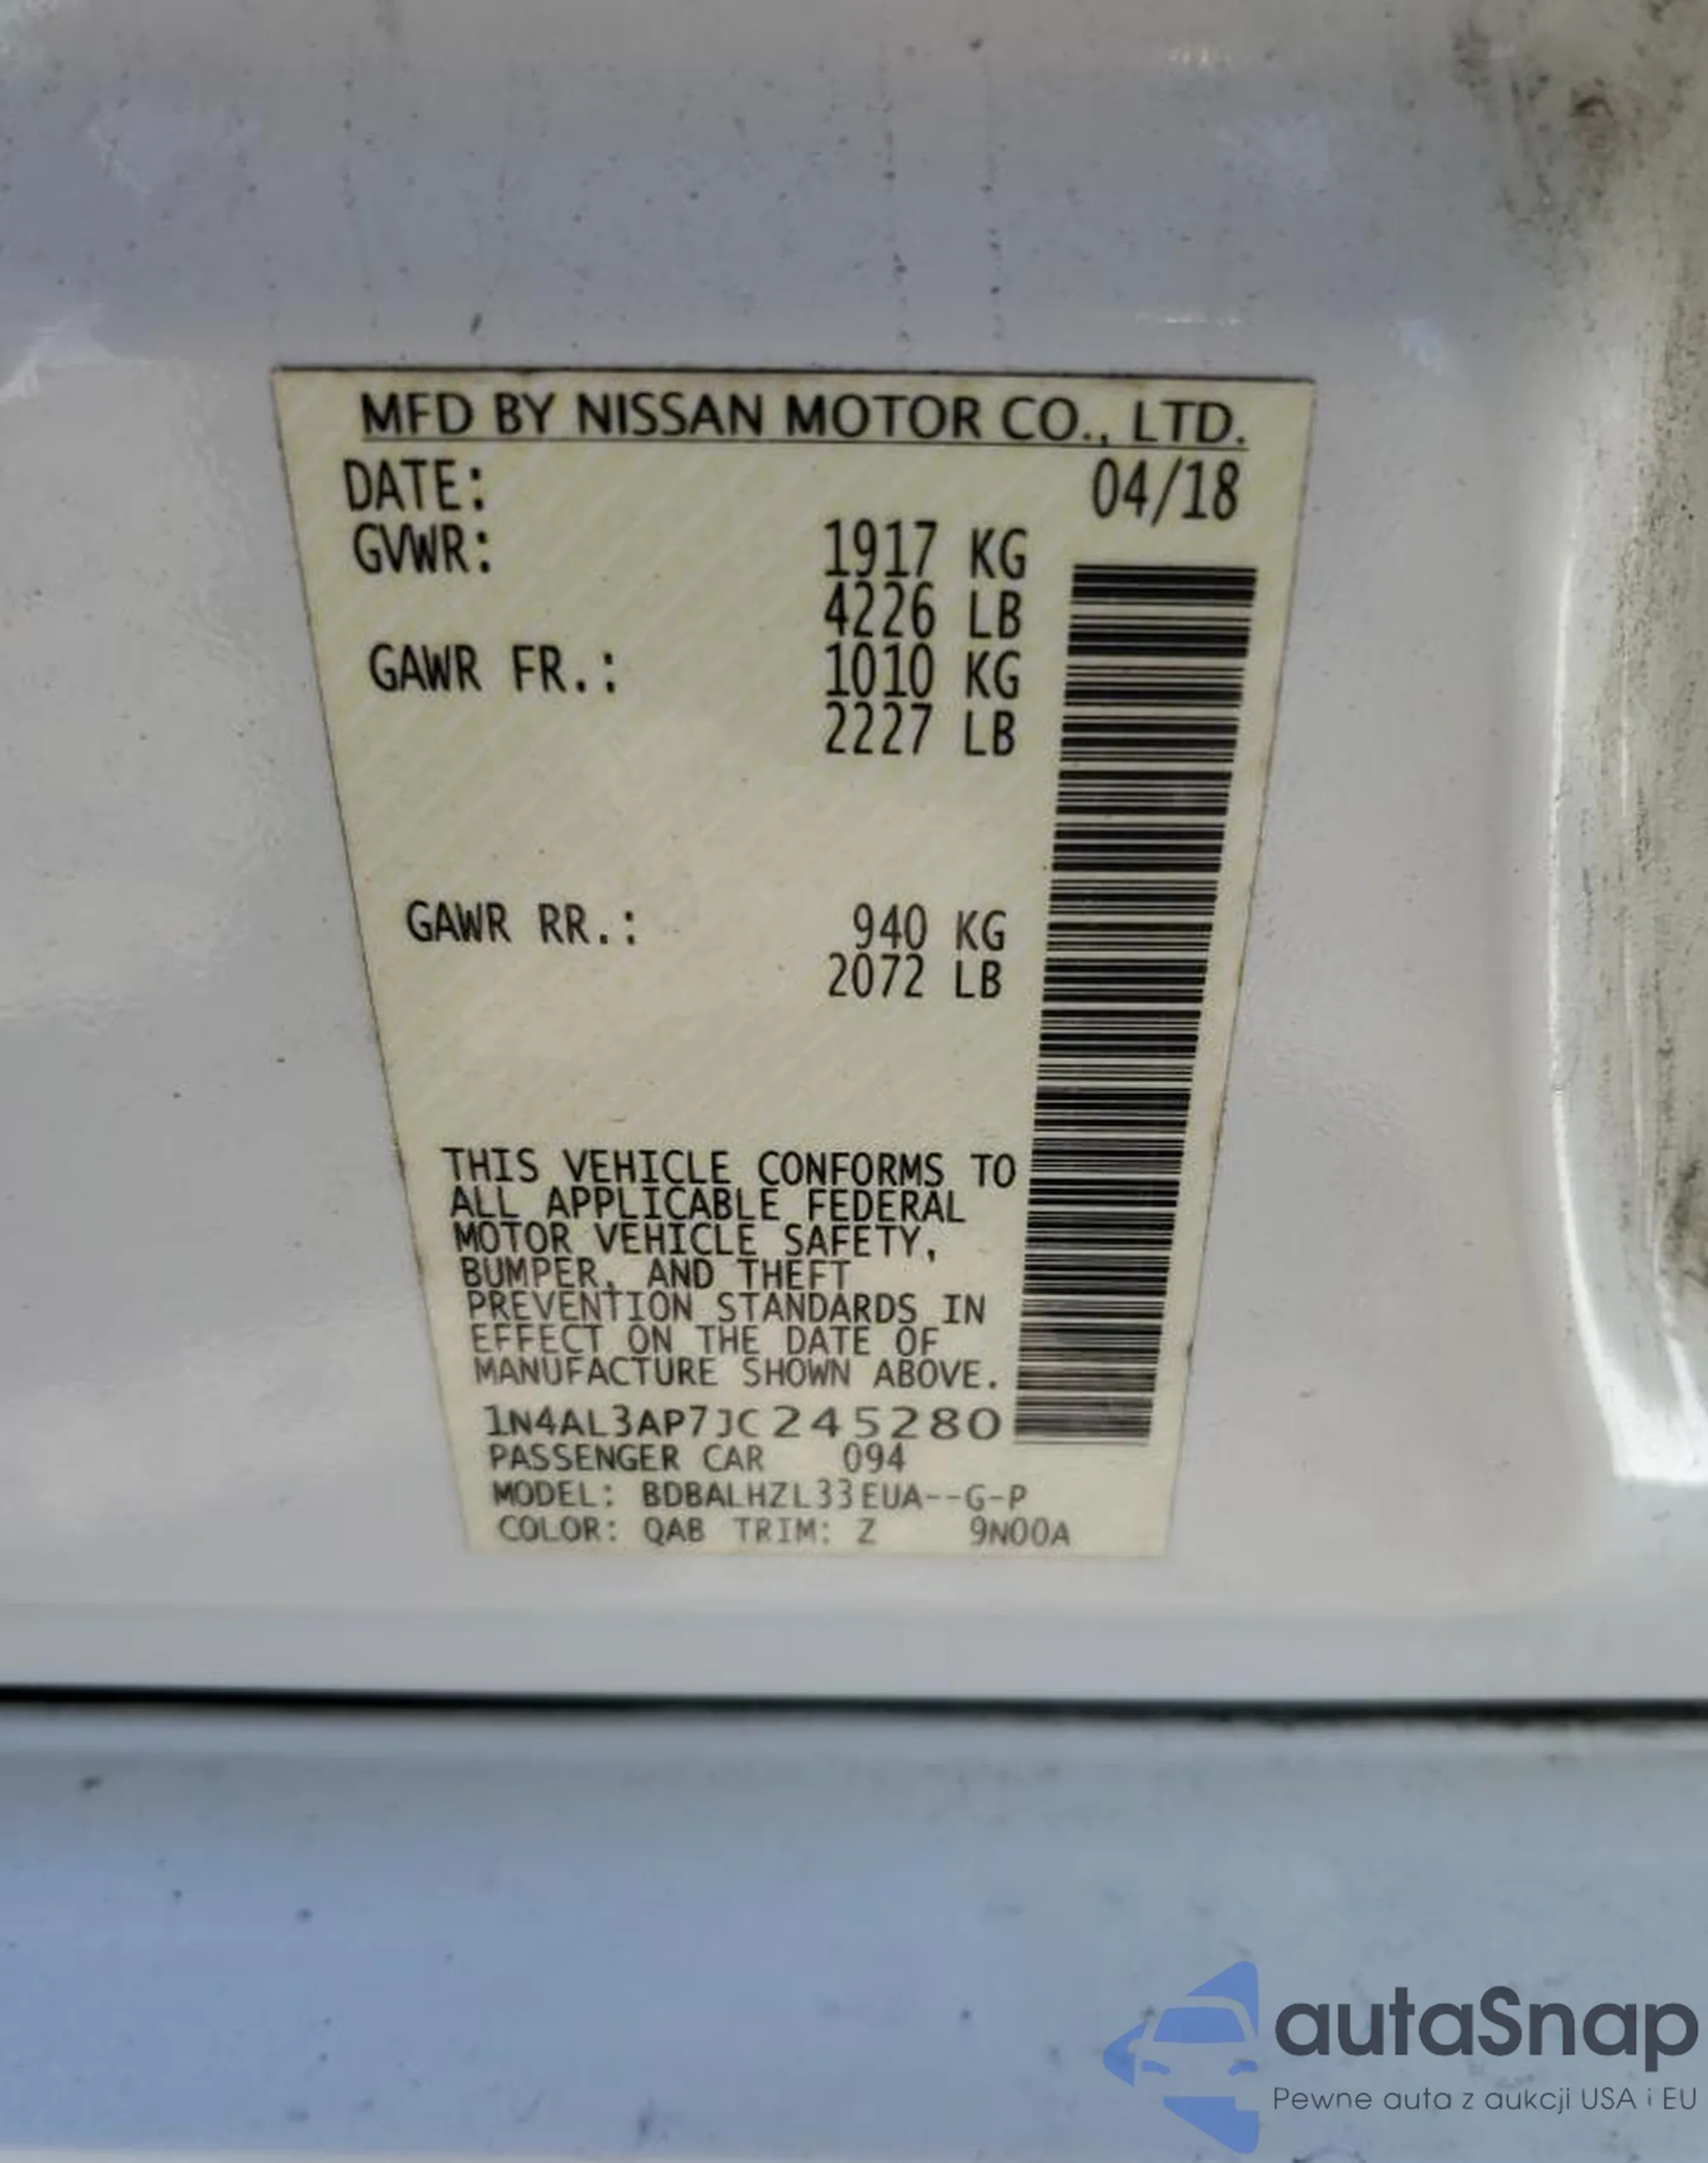 MFD BY NISSAN MOTOR CO., LTD.
DATE: 04/18
GVWR: 1917 KG
4226 LB
GAWR FR.: 1010 KG
2227 LB
GAWR RR.: 940 KG
2072 LB
THIS VEHICLE CONFORMS TO
ALL APPLICABLE FEDERAL
MOTOR VEHICLE SAFETY,
BUMPER, AND THEFT
PREVENTION STANDARDS IN
EFFECT ON THE DATE OF
MANUFACTURE SHOWN ABOVE.
1N4AL3AP7JC245280
PASSENGER CAR 094
MODEL: BDBALHZL33EUA--G-P
COLOR: QAB TRIM: Z 9N00A
autaSnap
Pewne auta z aukcji USA i EU